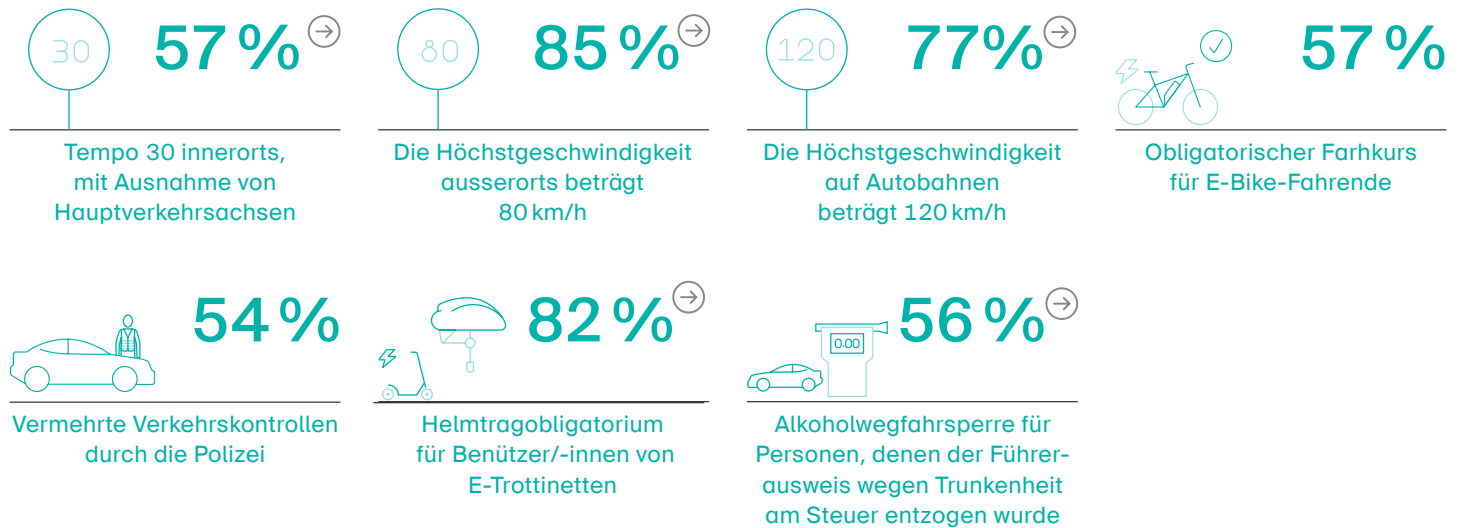 30
57 %
Tempo 30 innerorts,
mit Ausnahme von
Hauptverkehrsachsen
80
85 %
Die Höchstgeschwindigkeit
ausserorts beträgt
80 km/h
120
77%
Die Höchstgeschwindigkeit
auf Autobahnen
beträgt 120 km/h
57 %
Obligatorischer Farhkurs
für E-Bike-Fahrende
54 %
Vermehrte Verkehrskontrollen
durch die Polizei
82 %
Helmtragobligatorium
für Benützer/-innen von
E-Trottinetten
0.00
56 %
Alkoholwegfahrsperre für
Personen, denen der Führer-
ausweis wegen Trunkenheit
am Steuer entzogen wurde